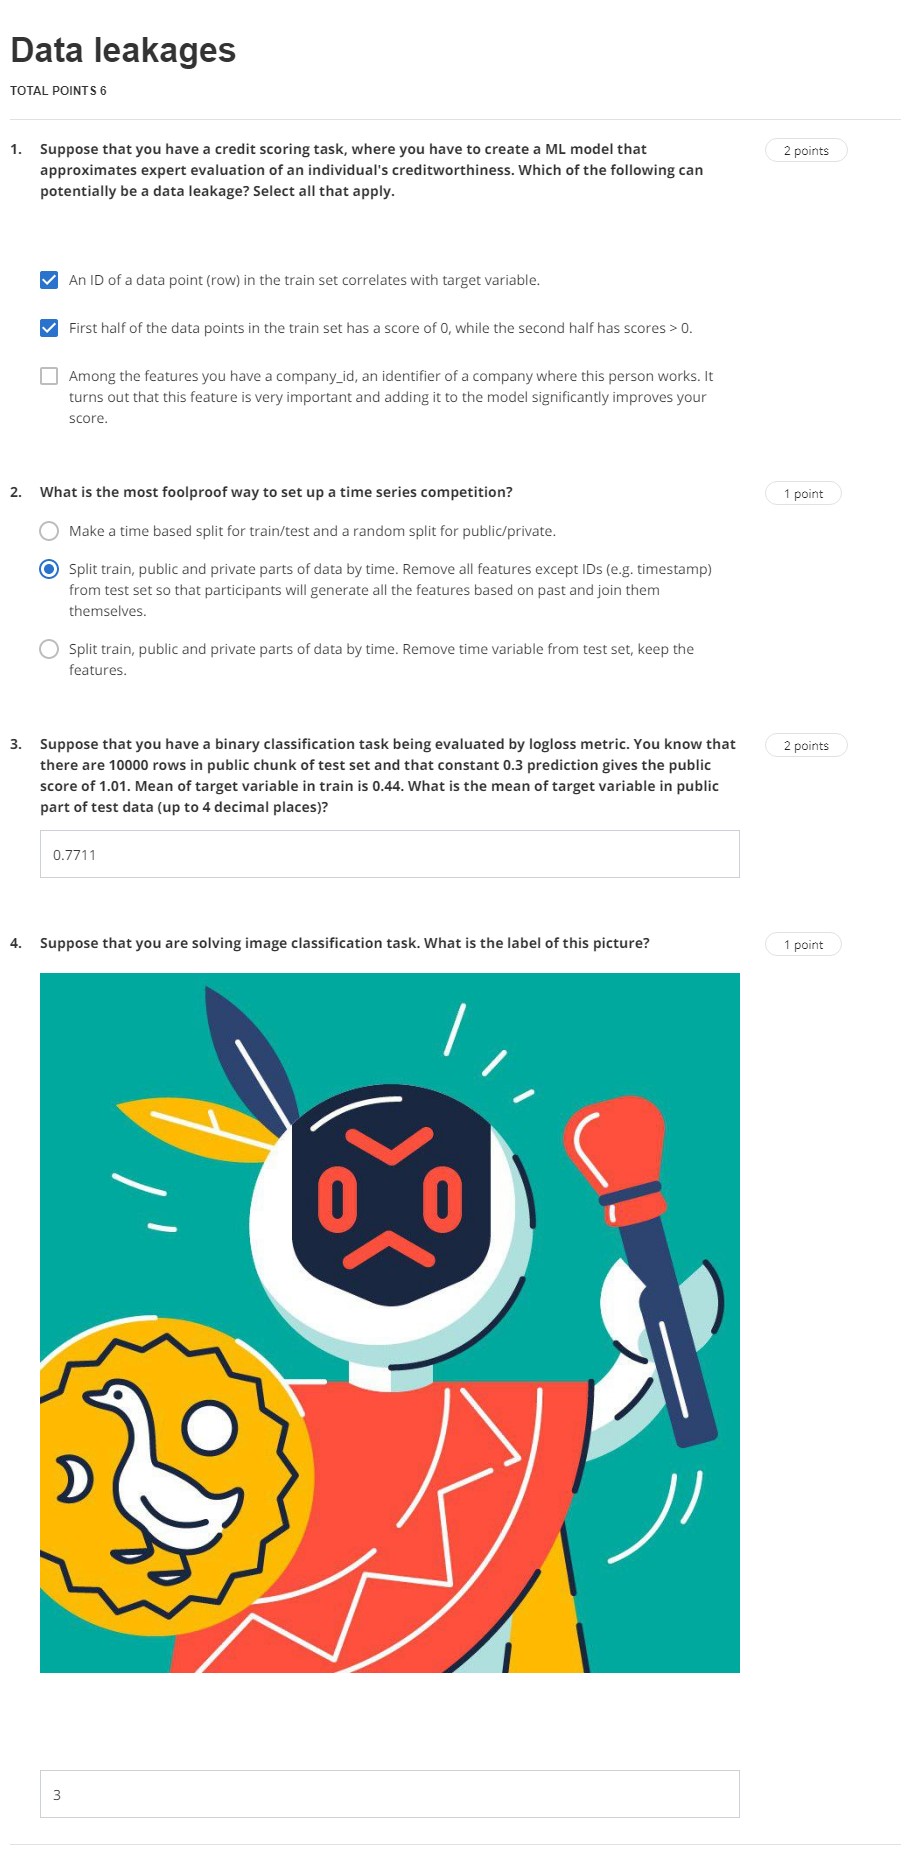 Data leakages
TOTAL POINTS 6
1. Suppose that you have a credit scoring task, where you have to create a ML model that
approximates expert evaluation of an individual's creditworthiness. Which of the following can
potentially be a data leakage? Select all that apply.
2 points
An ID of a data point (row) in the train set correlates with target variable.
First half of the data points in the train set has a score of 0, while the second half has scores > 0.
Among the features you have a company_id, an identifier of a company where this person works. It
turns out that this feature is very important and adding it to the model significantly improves your
score.
2. What is the most foolproof way to set up a time series competition?
1 point
Make a time based split for train/test and a random split for public/private.
Split train, public and private parts of data by time. Remove all features except IDs (e.g. timestamp)
from test set so that participants will generate all the features based on past and join them
themselves.
Split train, public and private parts of data by time. Remove time variable from test set, keep the
features.
3. Suppose that you have a binary classification task being evaluated by logloss metric. You know that
there are 10000 rows in public chunk of test set and that constant 0.3 prediction gives the public
score of 1.01. Mean of target variable in train is 0.44. What is the mean of target variable in public
part of test data (up to 4 decimal places)?
2 points
0.7711
4. Suppose that you are solving image classification task. What is the label of this picture?
1 point
3